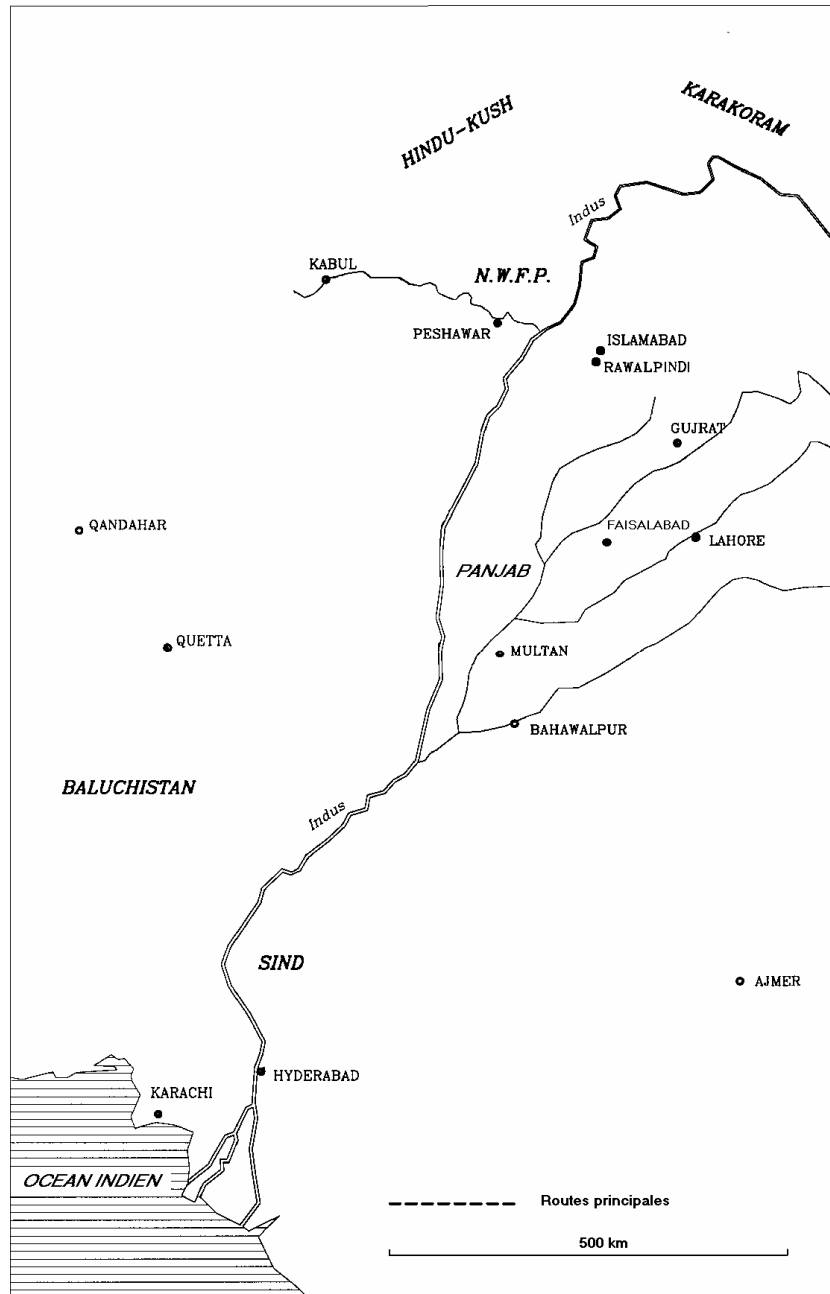 HINDU-KUSH
KARAKORAM
Indus
KABUL
N.W.F.P.
PESHAWAR
ISLAMABAD
RAWALPINDI
GUJRAT
QANDAHAR
FAISALABAD
LAHORE
PANJAB
QUETTA
MULTAN
BAHAWALPUR
BALUCHISTAN
Indus
SIND
AJMER
HYDERABAD
KARACHI
OCEAN INDIEN
Routes principales
500 km